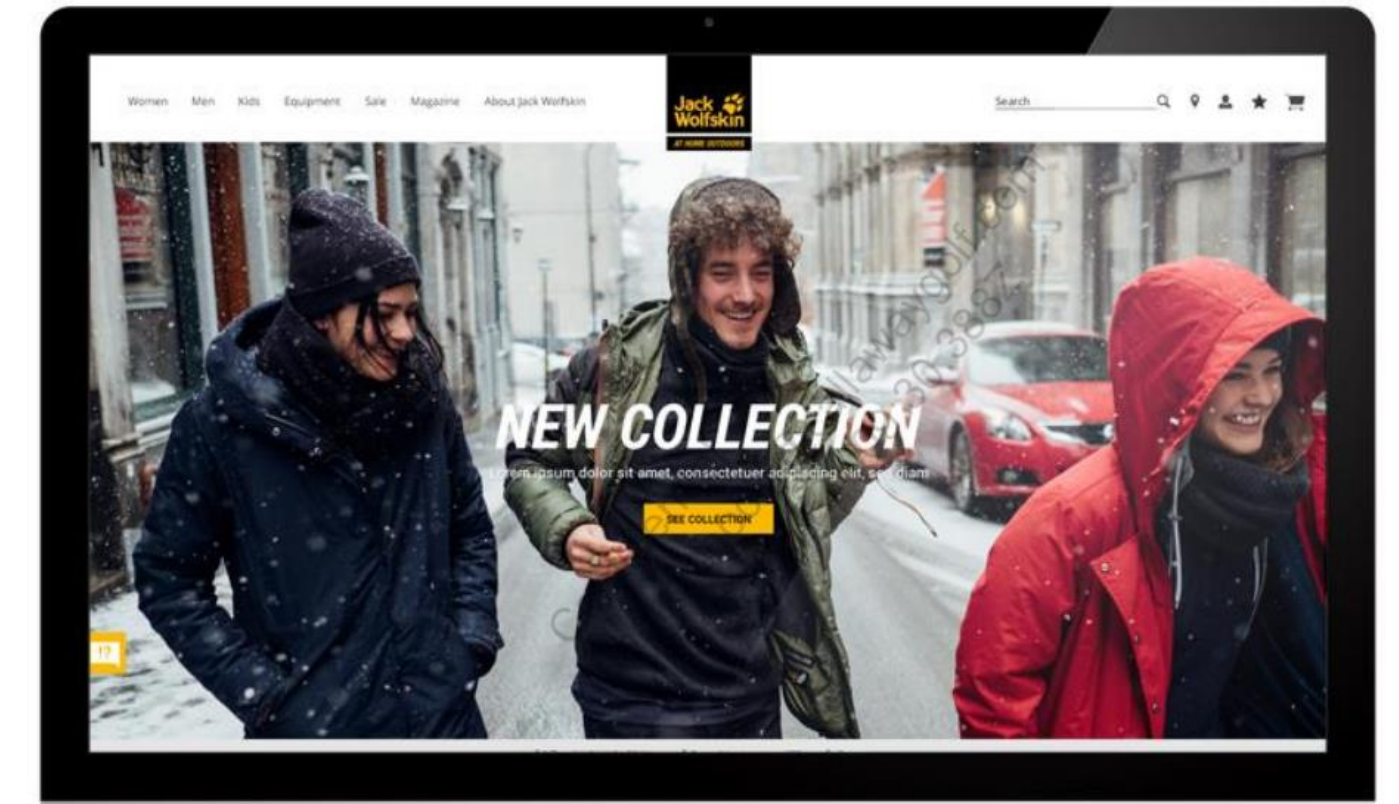 Women Men Kids Equipment Sale Magazine About Jack Wolfskin
Jack
Wolfskin
AT HOME OUTDOORS
Search
NEW COLLECTION
Lorem ipsum dolor sit amet, consectetuer adipiscing elit, sed diam
SEE COLLECTION
!?